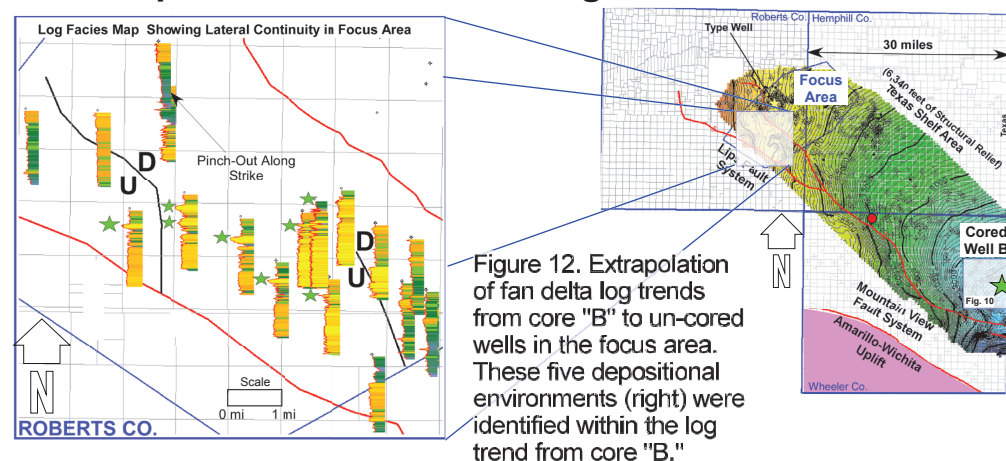 Log Facies Map Showing Lateral Continuity in Focus Area
Pinch-Out Along
Strike
D
U
D
U
N
Scale
0 mi 1 mi
ROBERTS CO.
Figure 12. Extrapolation
of fan delta log trends
from core "B" to un-cored
wells in the focus area.
These five depositional
environments (right) were
identified within the log
trend from core "B."
Roberts Co. Hemphill Co.
Type Well
30 miles
Focus
Area
(6,340 feet of Structural Relief)
Texas Shelf Area
Texas
Fault
System
Cored
Well B
Fig. 10
N
Mountain View
Fault System
Amarillo-Wichita
Uplift
Wheeler Co.